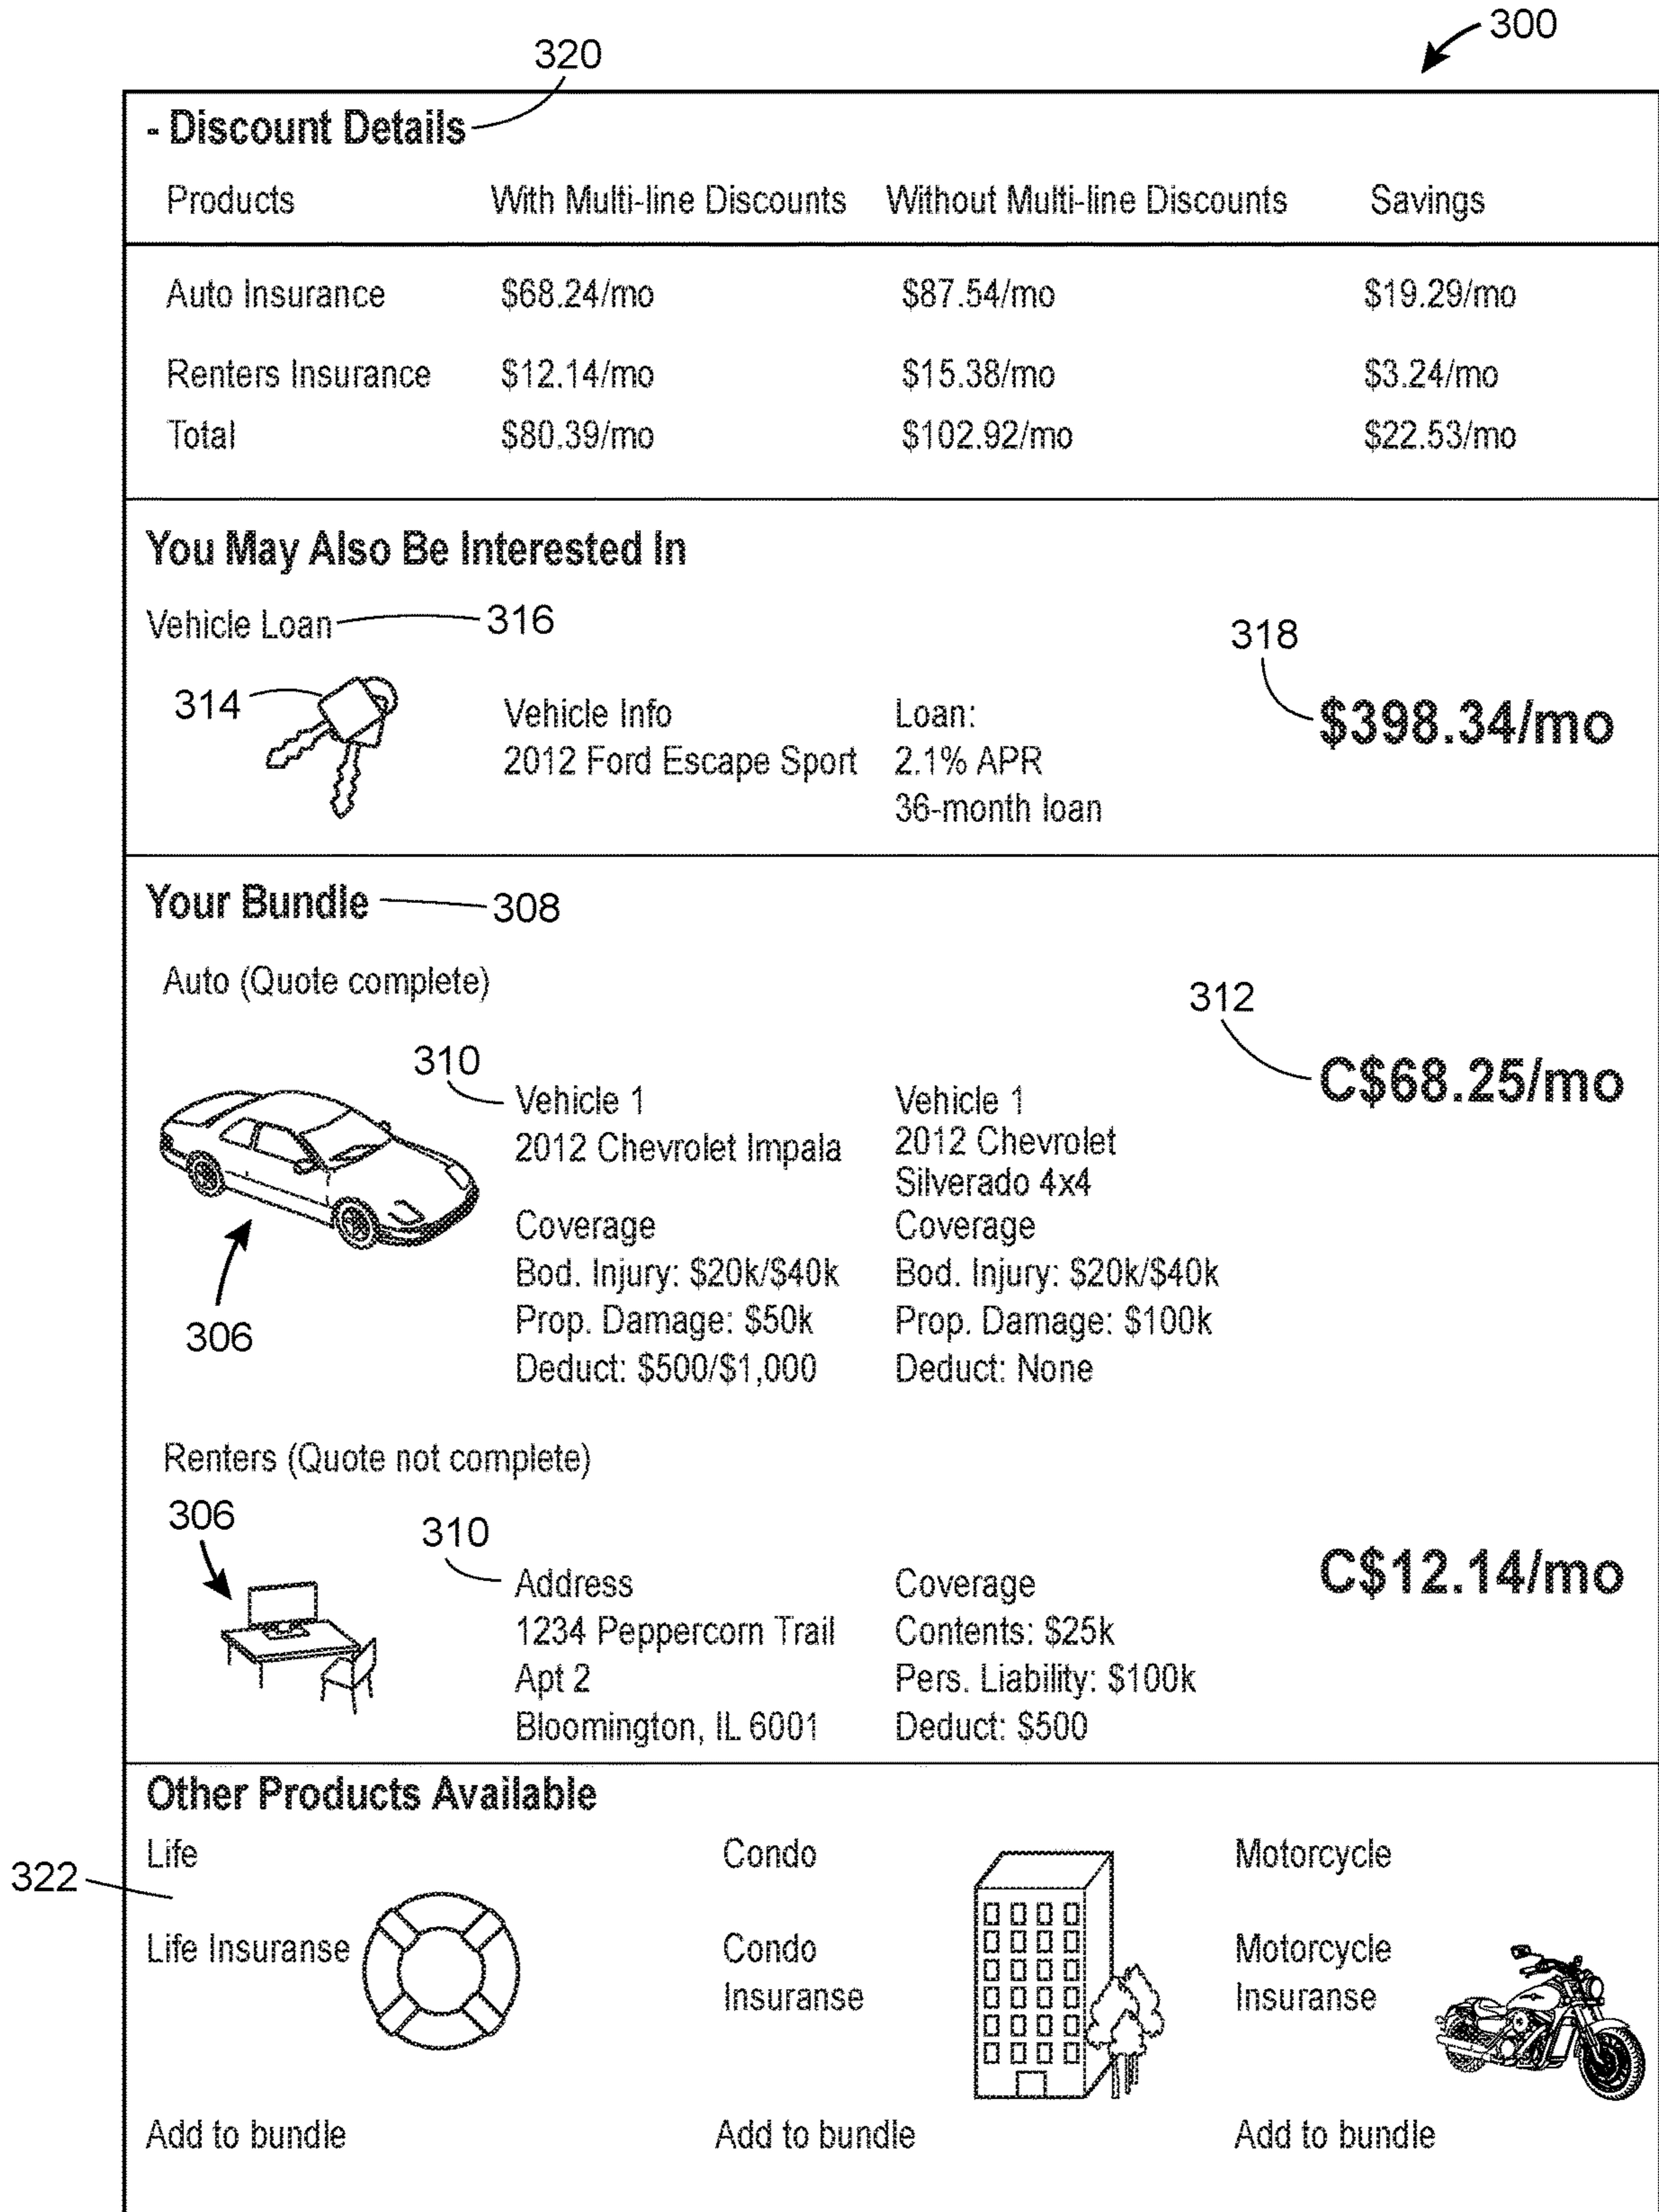 300
320
- Discount Details
Products With Multi-line Discounts Without Multi-line Discounts Savings
Auto Insurance $68.24/mo $87.54/mo $19.29/mo
Renters Insurance $12.14/mo $15.38/mo $3.24/mo
Total $80.39/mo $102.92/mo $22.53/mo
You May Also Be Interested In
Vehicle Loan 316
318
314
Vehicle Info
2012 Ford Escape Sport
Loan:
2.1% APR
36-month loan
$398.34/mo
Your Bundle 308
Auto (Quote complete)
312
310
C$68.25/mo
Vehicle 1
2012 Chevrolet Impala
Coverage
Bod. Injury: $20k/$40k
Prop. Damage: $50k
Deduct: $500/$1,000
Vehicle 1
2012 Chevrolet
Silverado 4x4
Coverage
Bod. Injury: $20k/$40k
Prop. Damage: $100k
Deduct: None
306
Renters (Quote not complete)
306
310
C$12.14/mo
Address
1234 Peppercorn Trail
Apt 2
Bloomington, IL 6001
Coverage
Contents: $25k
Pers. Liability: $100k
Deduct: $500
Other Products Available
322
Life
Life Insuranse
Add to bundle
Condo
Condo
Insuranse
Add to bundle
Motorcycle
Motorcycle
Insuranse
Add to bundle